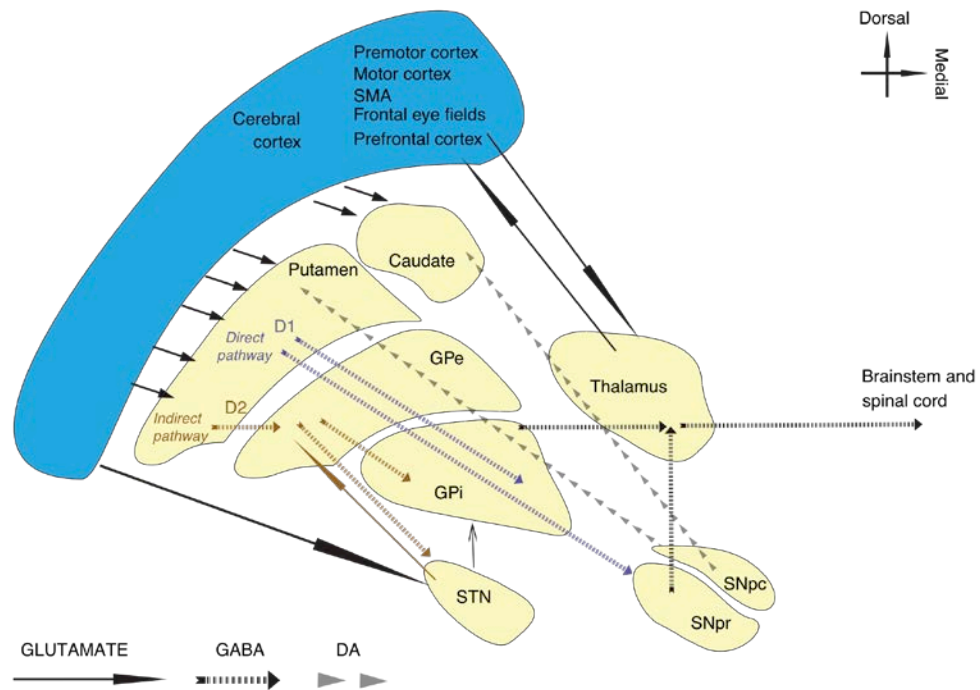 Dorsal
Medial
Premotor cortex
Motor cortex
SMA
Frontal eye fields
Prefrontal cortex
Cerebral
cortex
Putamen
Caudate
D1
Direct
pathway
GPe
Thalamus
Brainstem and
spinal cord
D2
Indirect
pathway
GPi
STN
SNpc
SNpr
GLUTAMATE
GABA
DA